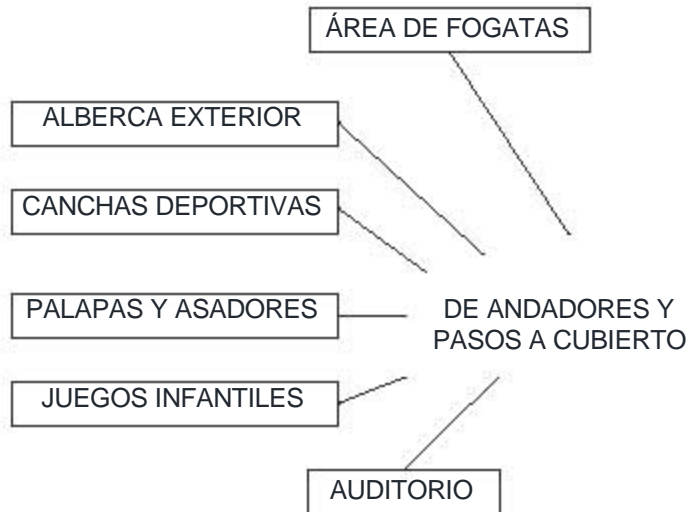 ÁREA DE FOGATAS
ALBERCA EXTERIOR
CANCHAS DEPORTIVAS
PALAPAS Y ASADORES
DE ANDADORES Y
PASOS A CUBIERTO
JUEGOS INFANTILES
AUDITORIO